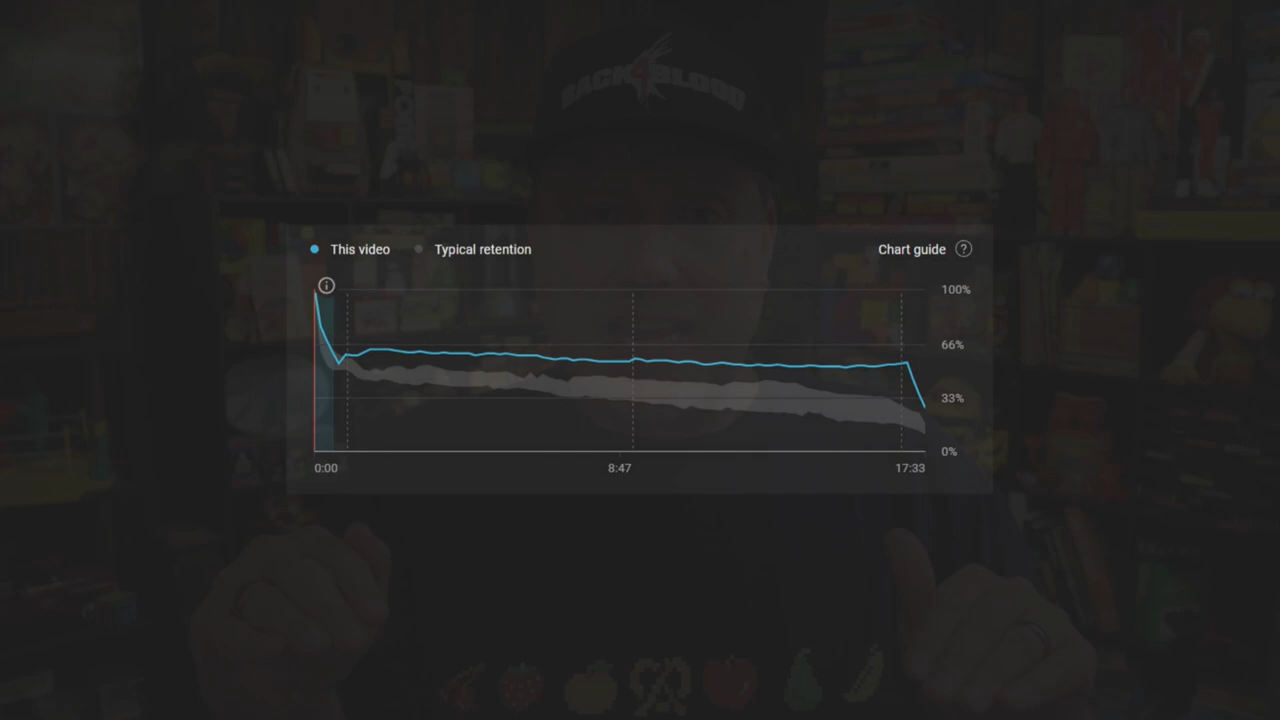 BACK 4 BLOOD
This video
Typical retention
Chart guide ?
100%
66%
33%
0%
0:00
8:47
17:33